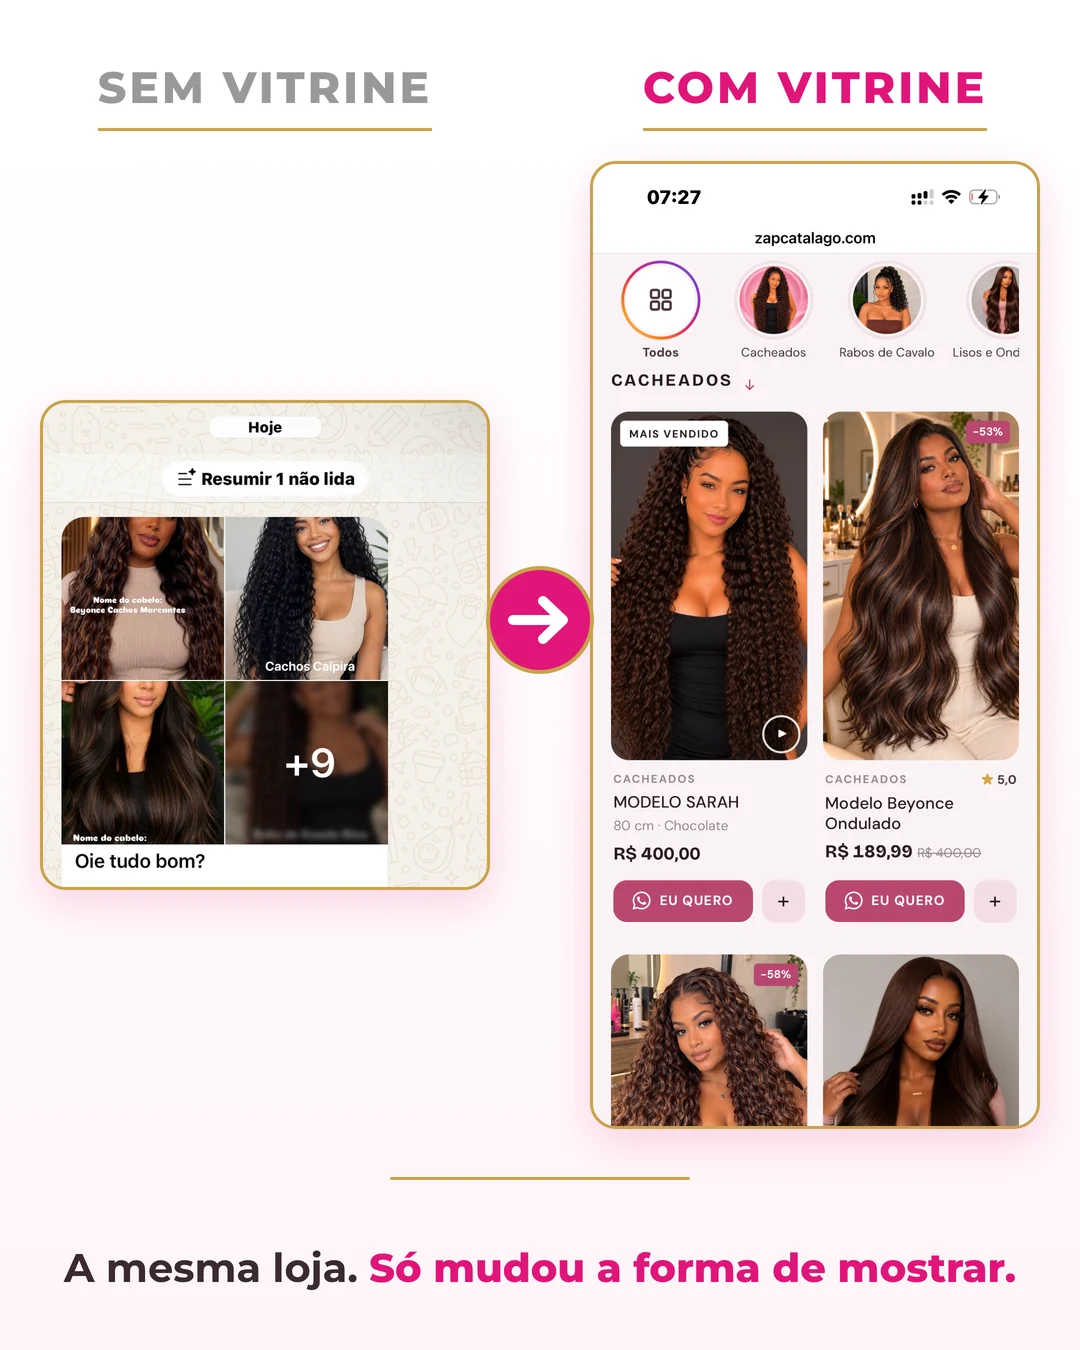 SEM VITRINE
COM VITRINE
Hoje
Resumir 1 não lida
Nome do cabelo:
Beyonce Cachos Marcantes
Cachos Caipira
Nome do cabelo:
+9
Oie tudo bom?
07:27
zapcatalago.com
Todos
Cacheados
Rabos de Cavalo
Lisos e Ond
CACHEADOS ↓
MAIS VENDIDO
-53%
CACHEADOS
MODELO SARAH
80 cm · Chocolate
R$ 400,00
EU QUERO
+
CACHEADOS
5,0
Modelo Beyonce
Ondulado
R$ 189,99 R$ 400,00
EU QUERO
+
-58%
A mesma loja. Só mudou a forma de mostrar.